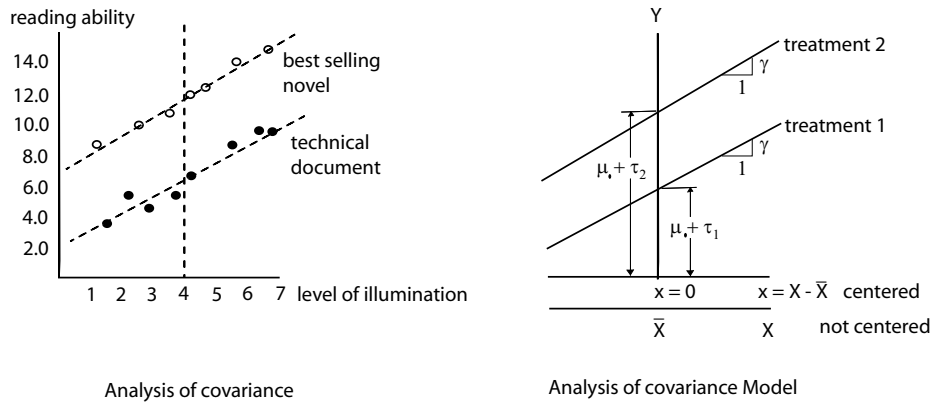 reading ability
14.0
12.0
10.0
8.0
6.0
4.0
2.0
best selling
novel
technical
document
1 2 3 4 5 6 7 level of illumination
Analysis of covariance
Y
treatment 2
γ
1
treatment 1
γ
1
μ. + τ₂
μ. + τ₁
x = 0 x = X - X̅ centered
X̅ X not centered
Analysis of covariance Model